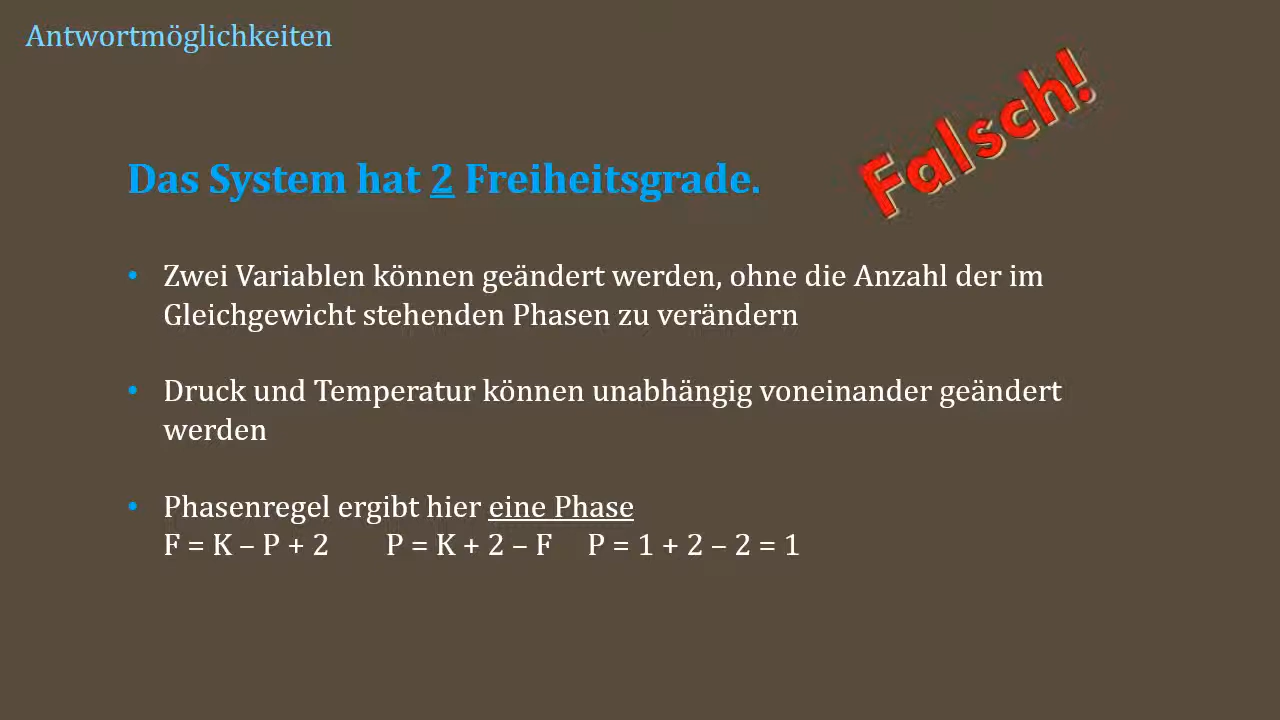 Antwortmöglichkeiten
Falsch!
Das System hat 2 Freiheitsgrade.
• Zwei Variablen können geändert werden, ohne die Anzahl der im
Gleichgewicht stehenden Phasen zu verändern
• Druck und Temperatur können unabhängig voneinander geändert
werden
• Phasenregel ergibt hier eine Phase
F = K – P + 2 P = K + 2 – F P = 1 + 2 – 2 = 1